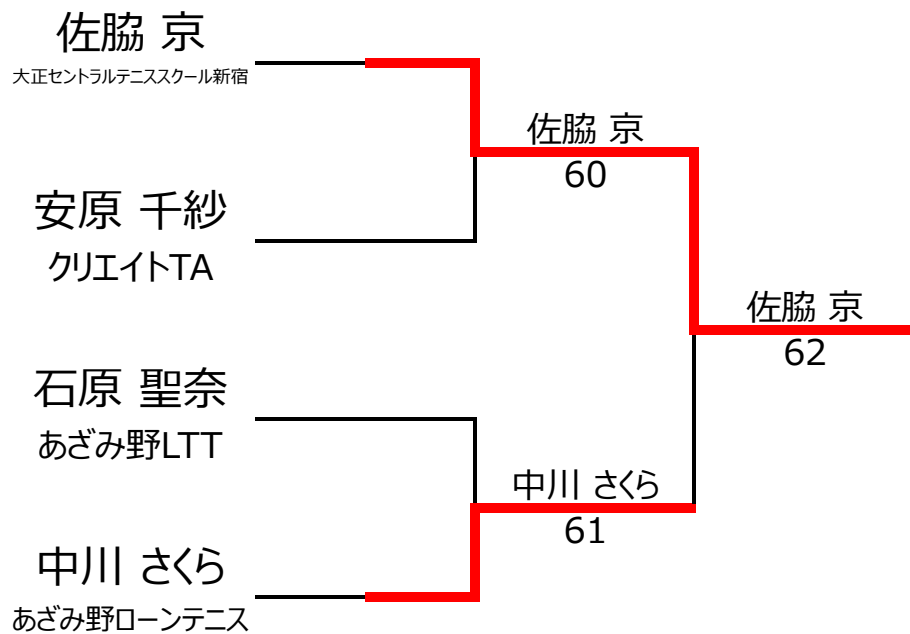 佐脇 京
大正セントラルテニススクール新宿
佐脇 京
60
安原 千紗
クリエイトTA
佐脇 京
62
石原 聖奈
あざみ野LTT
中川 さくら
61
中川 さくら
あざみ野ローンテニス